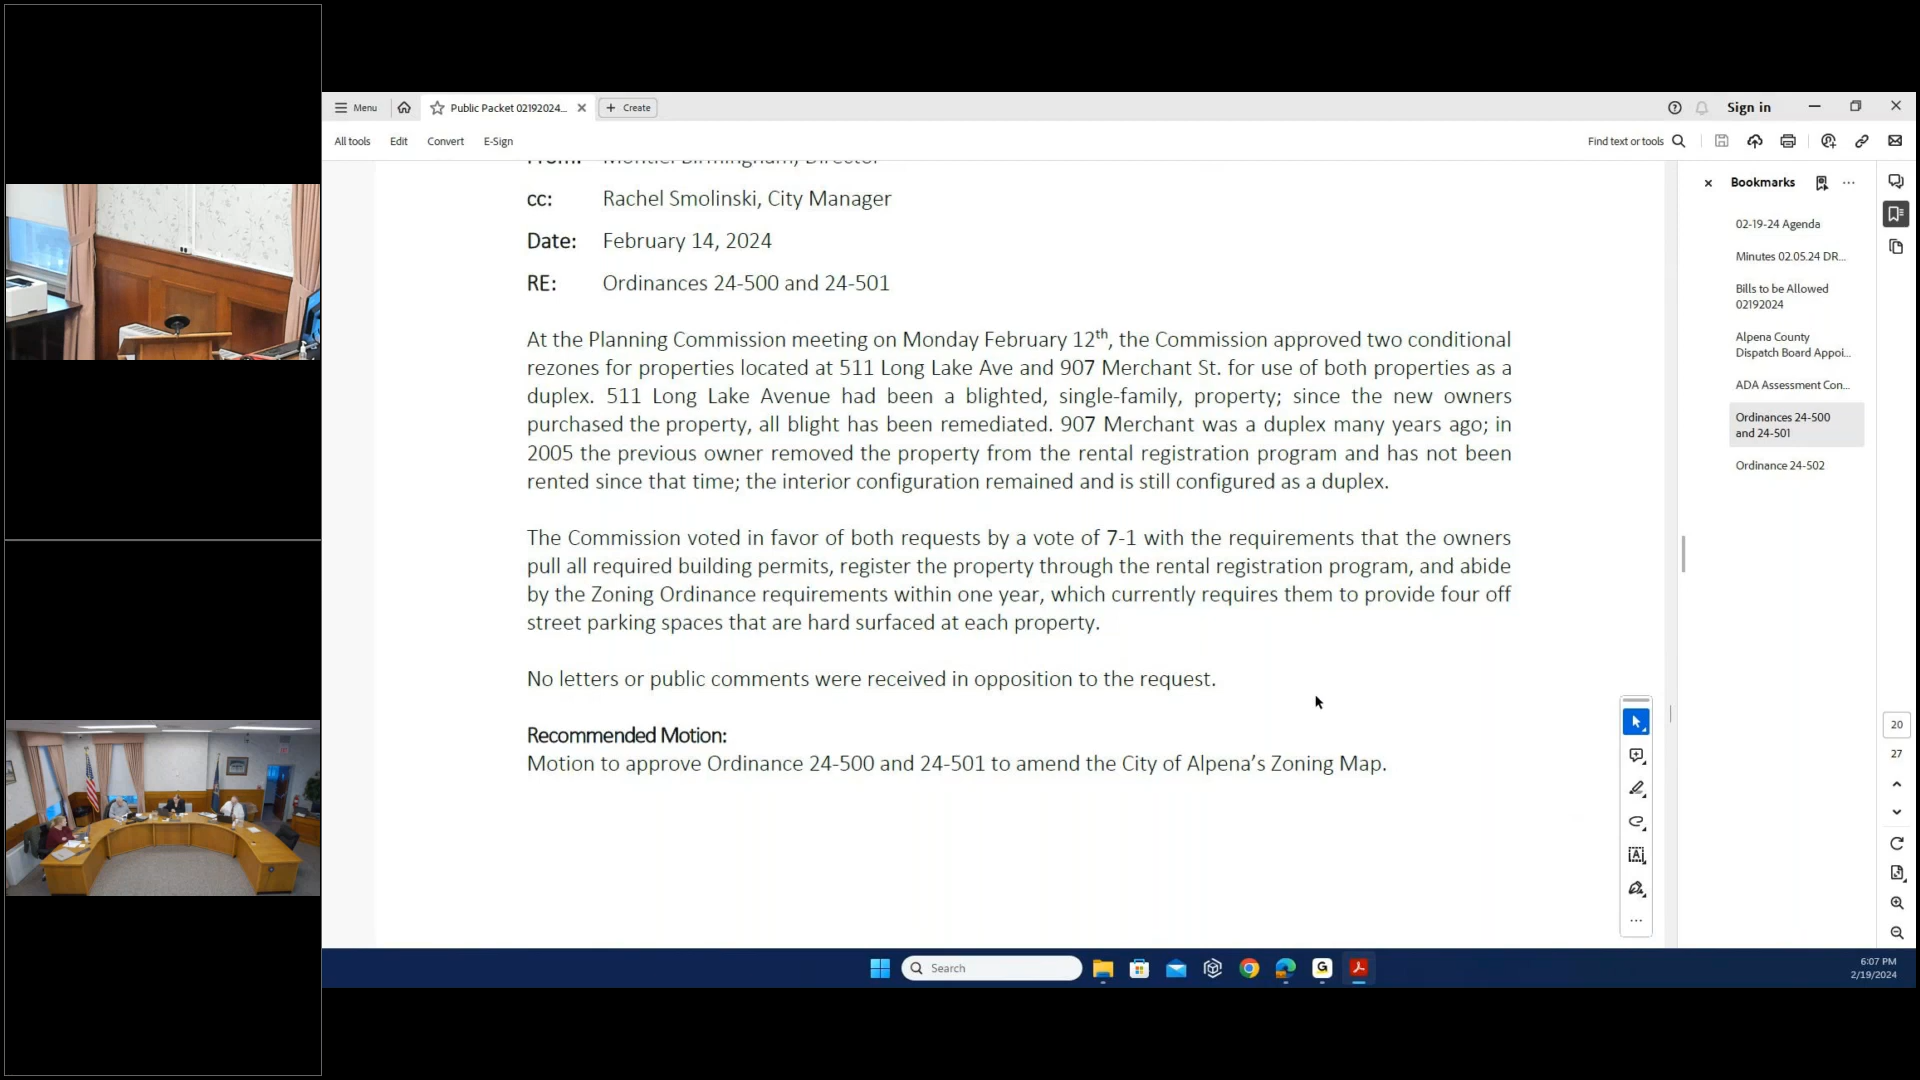 Menu
Public Packet 02192024...
Create
Sign in
All tools
Edit
Convert
E-Sign
Find text or tools
From: Montiel Birmingham, Director
cc: Rachel Smolinski, City Manager
Date: February 14, 2024
RE: Ordinances 24-500 and 24-501
At the Planning Commission meeting on Monday February 12th, the Commission approved two conditional
rezones for properties located at 511 Long Lake Ave and 907 Merchant St. for use of both properties as a
duplex. 511 Long Lake Avenue had been a blighted, single-family, property; since the new owners
purchased the property, all blight has been remediated. 907 Merchant was a duplex many years ago; in
2005 the previous owner removed the property from the rental registration program and has not been
rented since that time; the interior configuration remained and is still configured as a duplex.
The Commission voted in favor of both requests by a vote of 7-1 with the requirements that the owners
pull all required building permits, register the property through the rental registration program, and abide
by the Zoning Ordinance requirements within one year, which currently requires them to provide four off
street parking spaces that are hard surfaced at each property.
No letters or public comments were received in opposition to the request.
Recommended Motion:
Motion to approve Ordinance 24-500 and 24-501 to amend the City of Alpena's Zoning Map.
Bookmarks
02-19-24 Agenda
Minutes 02.05.24 DR...
Bills to be Allowed
02192024
Alpena County
Dispatch Board Appoi...
ADA Assessment Con...
Ordinances 24-500
and 24-501
Ordinance 24-502
20
27
Search
6:07 PM
2/19/2024